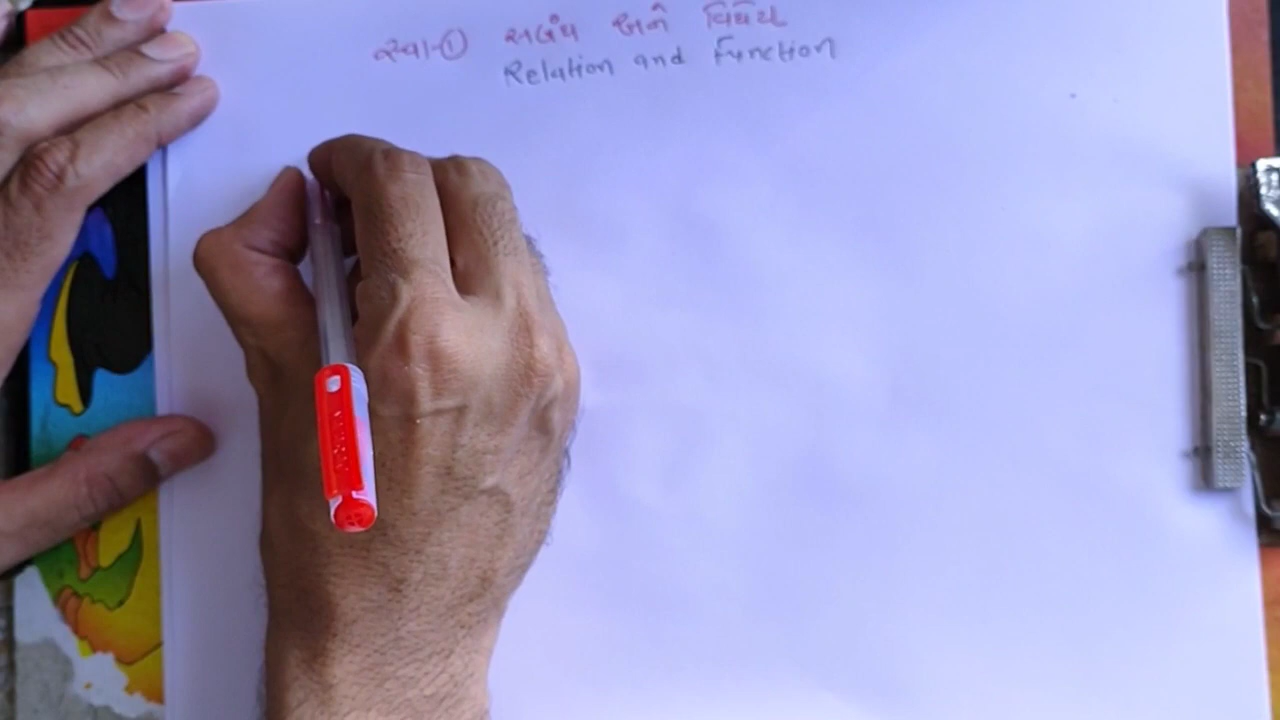 સ્વા-① સબંધ અને વિધેય
Relation and Function